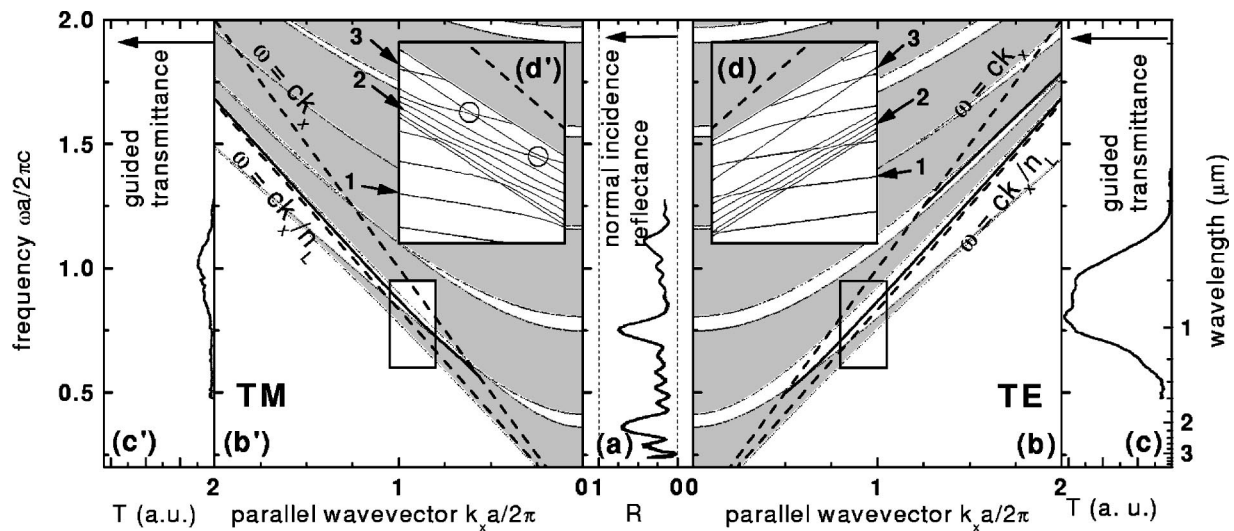 2.0
1.5
1.0
0.5
frequency ωa/2πc
guided
transmittance
ω = ck_x
ω = ck_x/n_L
3
2
1
(d')
TM
(c')
(b')
normal incidence
reflectance
(a)
(d)
3
2
1
ω = ck_x
ω = ck_x/n_L
TE
(b)
(c)
guided
transmittance
wavelength (μm)
1
2
3
2 1 0 1 0 0 1 2
T (a.u.) parallel wavevector k_xa/2π R parallel wavevector k_xa/2π T (a.u.)